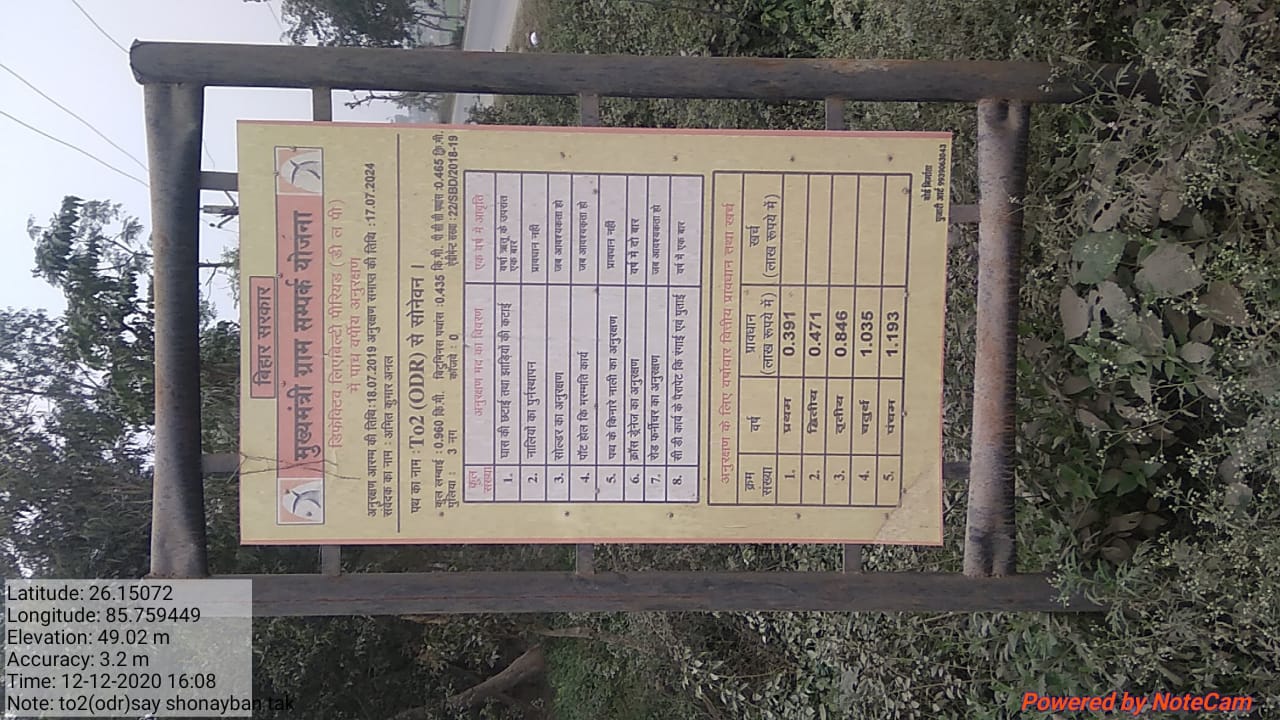 बिहार सरकार
मुख्यमंत्री ग्राम सम्पर्क योजना
डिफेक्टिव लिएबिल्टी पीरियड डी ल पी)
में पांच वर्षीय अनुरक्षण
अनुरक्षण आरम्भ की तिथि :18.07.2019 अनुरक्षण समाप्त की तिथि :17.07.2024
संवेदक का नाम : अमित कुमार अनल
पथ का नाम : To2 (ODR) से सोनेवन ।
कुल लम्बाई : 0.960 कि.मी. बिटुमिनस पथांश :0.435 कि.मी. पी सी सी पथांश :0.465 कि.मी.
पुलिया : 3 नग कॉजवे : 0 एग्रीमेंट संख्या :22/SBD/2018-19
कुल संख्या अनुरक्षण मद का विवरण एक वर्ष में आवृति
1. घास की छटाई तथा झाड़ियो की कटाई वर्षा ऋतु के उपरांत एक बार
2. नालियो का पुर्नस्थापन प्रावधान नही
3. सोल्डर का अनुरक्षण जब आवश्यकता हो
4. पॉट होल कि मरम्मति कार्य जब आवश्यकता हो
5. पथ के किनारे नाली का अनुरक्षण प्रावधान नही
6. क्रॉस ड्रेनेज का अनुरक्षण वर्ष में दो बार
7. रोड फर्नीचर का अनुरक्षण जब आवश्यकता हो
8. सी डी कार्य के पैरापेट कि रंगाई एवं पुताई वर्ष में एक बार
अनुरक्षण के लिए वर्षावार वित्तीय प्रावधान तथा खर्च
क्रम संख्या वर्ष प्रावधान (लाख रूपये में) खर्च (लाख रूपये में)
1. प्रथम 0.391
2. द्वितीय 0.471
3. तृतीय 0.846
4. चतुर्थ 1.035
5. पंचम 1.193
बोर्ड निर्माता
Latitude: 26.15072
Longitude: 85.759449
Elevation: 49.02 m
Accuracy: 3.2 m
Time: 12-12-2020 16:08
Note: to2(odr)say shonayban tak
Powered by NoteCam